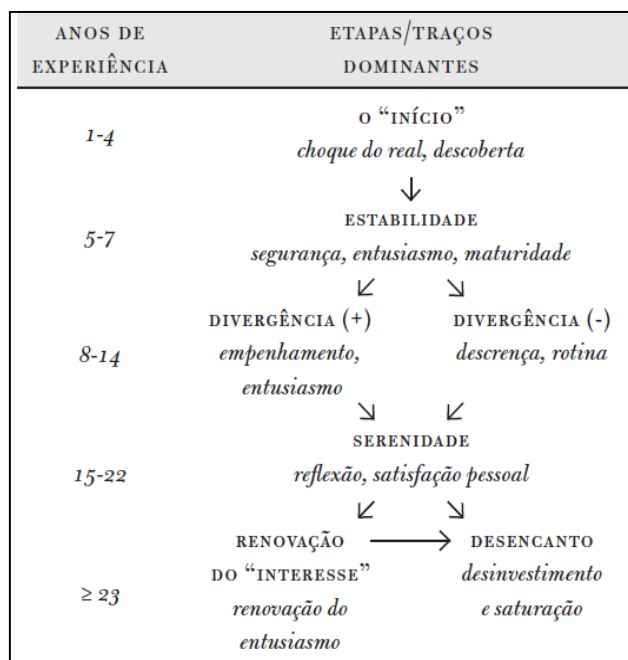 ANOS DE
EXPERIÊNCIA
ETAPAS/TRAÇOS
DOMINANTES
1-4
O “INÍCIO”
choque do real, descoberta
5-7
ESTABILIDADE
segurança, entusiasmo, maturidade
8-14
DIVERGÊNCIA (+)
empenhamento,
entusiasmo
DIVERGÊNCIA (-)
descrença, rotina
15-22
SERENIDADE
reflexão, satisfação pessoal
≥ 23
RENOVAÇÃO
DO “INTERESSE”
renovação do
entusiasmo
DESENCANTO
desinvestimento
e saturação